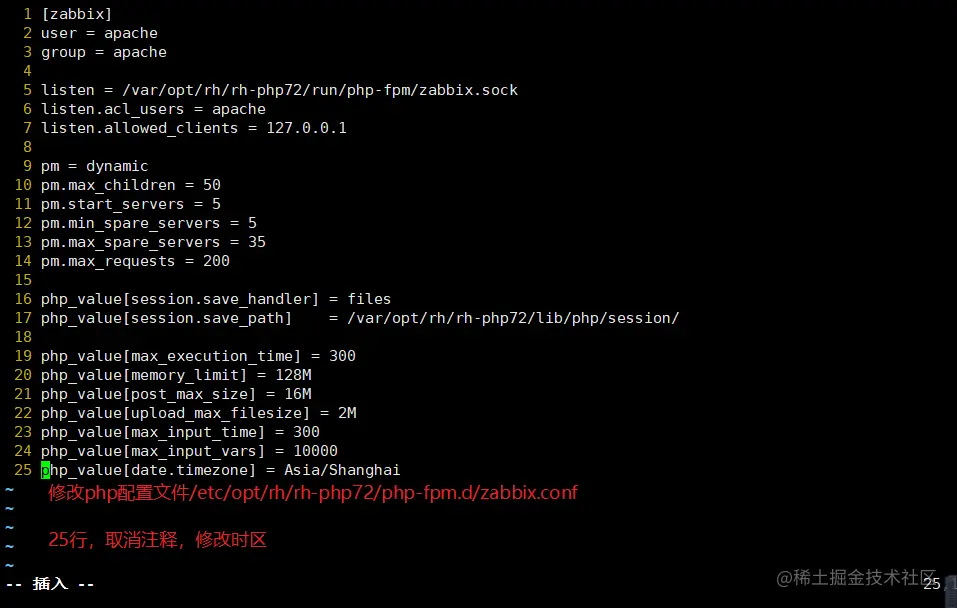 1 [zabbix]
2 user = apache
3 group = apache
4
5 listen = /var/opt/rh/rh-php72/run/php-fpm/zabbix.sock
6 listen.acl_users = apache
7 listen.allowed_clients = 127.0.0.1
8
9 pm = dynamic
10 pm.max_children = 50
11 pm.start_servers = 5
12 pm.min_spare_servers = 5
13 pm.max_spare_servers = 35
14 pm.max_requests = 200
15
16 php_value[session.save_handler] = files
17 php_value[session.save_path]    = /var/opt/rh/rh-php72/lib/php/session/
18
19 php_value[max_execution_time] = 300
20 php_value[memory_limit] = 128M
21 php_value[post_max_size] = 16M
22 php_value[upload_max_filesize] = 2M
23 php_value[max_input_time] = 300
24 php_value[max_input_vars] = 10000
25 php_value[date.timezone] = Asia/Shanghai
~ 修改php配置文件/etc/opt/rh/rh-php72/php-fpm.d/zabbix.conf
~
~
~ 25行，取消注释，修改时区
~
-- 插入 --
@稀土掘金技术社区
25,1